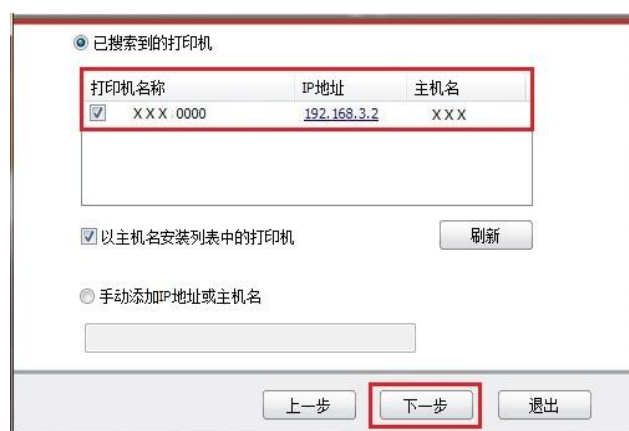 已搜索到的打印机
打印机名称 IP地址 主机名
XXX 0000 192.168.3.2 XXX
以主机名安装列表中的打印机 刷新
手动添加IP地址或主机名
上一步 下一步 退出